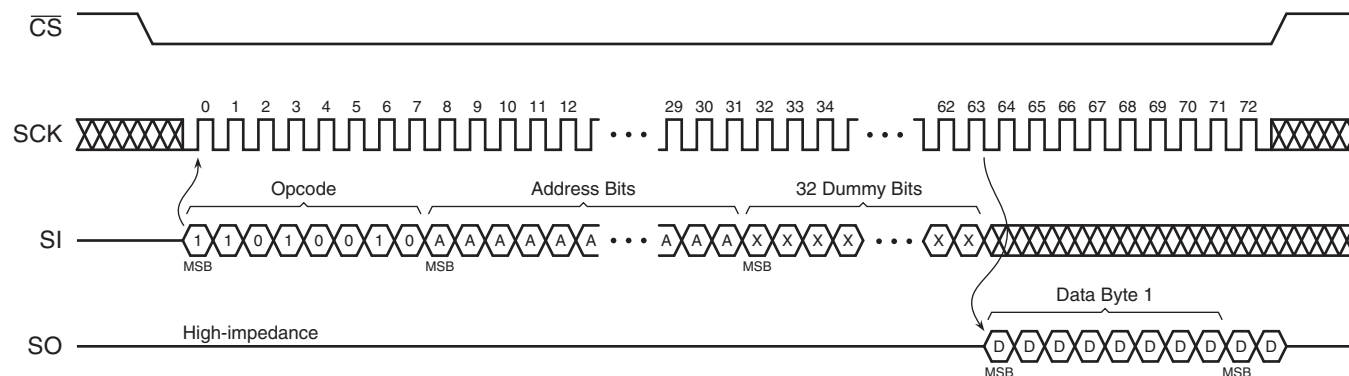 CS
0 1 2 3 4 5 6 7 8 9 10 11 12 29 30 31 32 33 34 62 63 64 65 66 67 68 69 70 71 72
SCK
Opcode Address Bits 32 Dummy Bits
SI 1 1 0 1 0 0 1 0 A A A A A A A A A X X X X X X
MSB MSB MSB
Data Byte 1
High-impedance
SO D D D D D D D D D D
MSB MSB